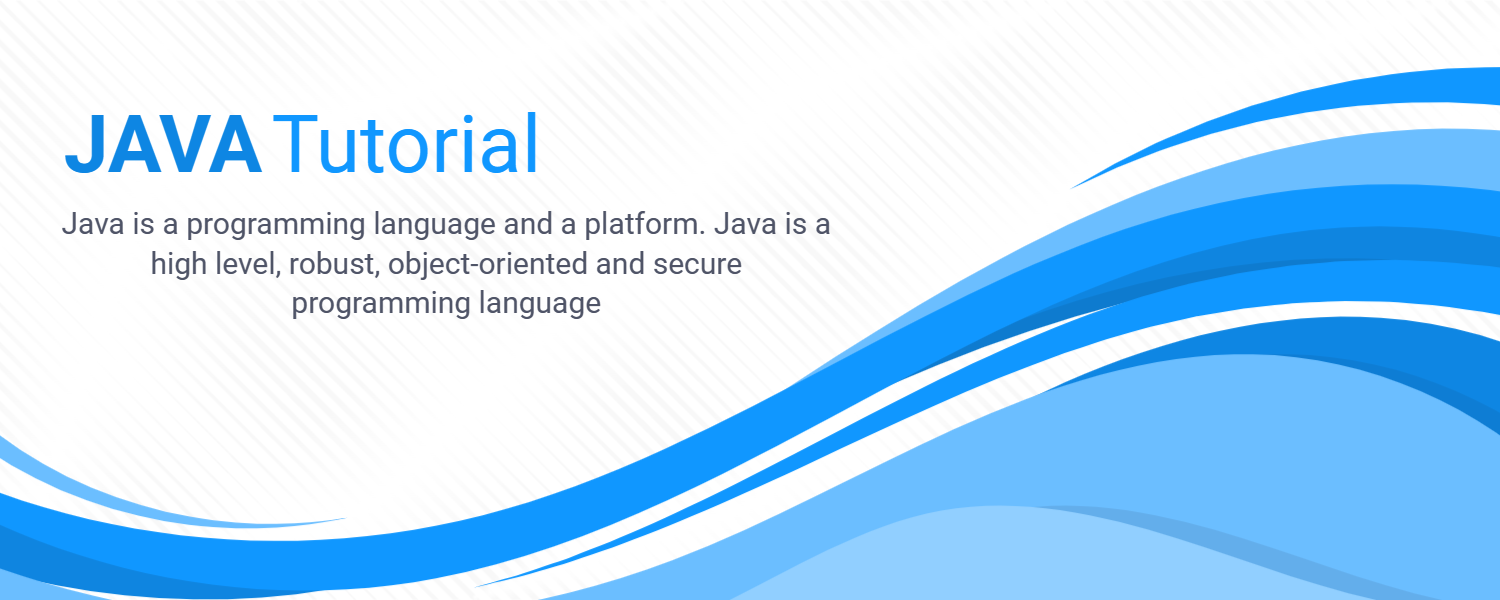 JAVA Tutorial
Java is a programming language and a platform. Java is a
high level, robust, object-oriented and secure
programming language